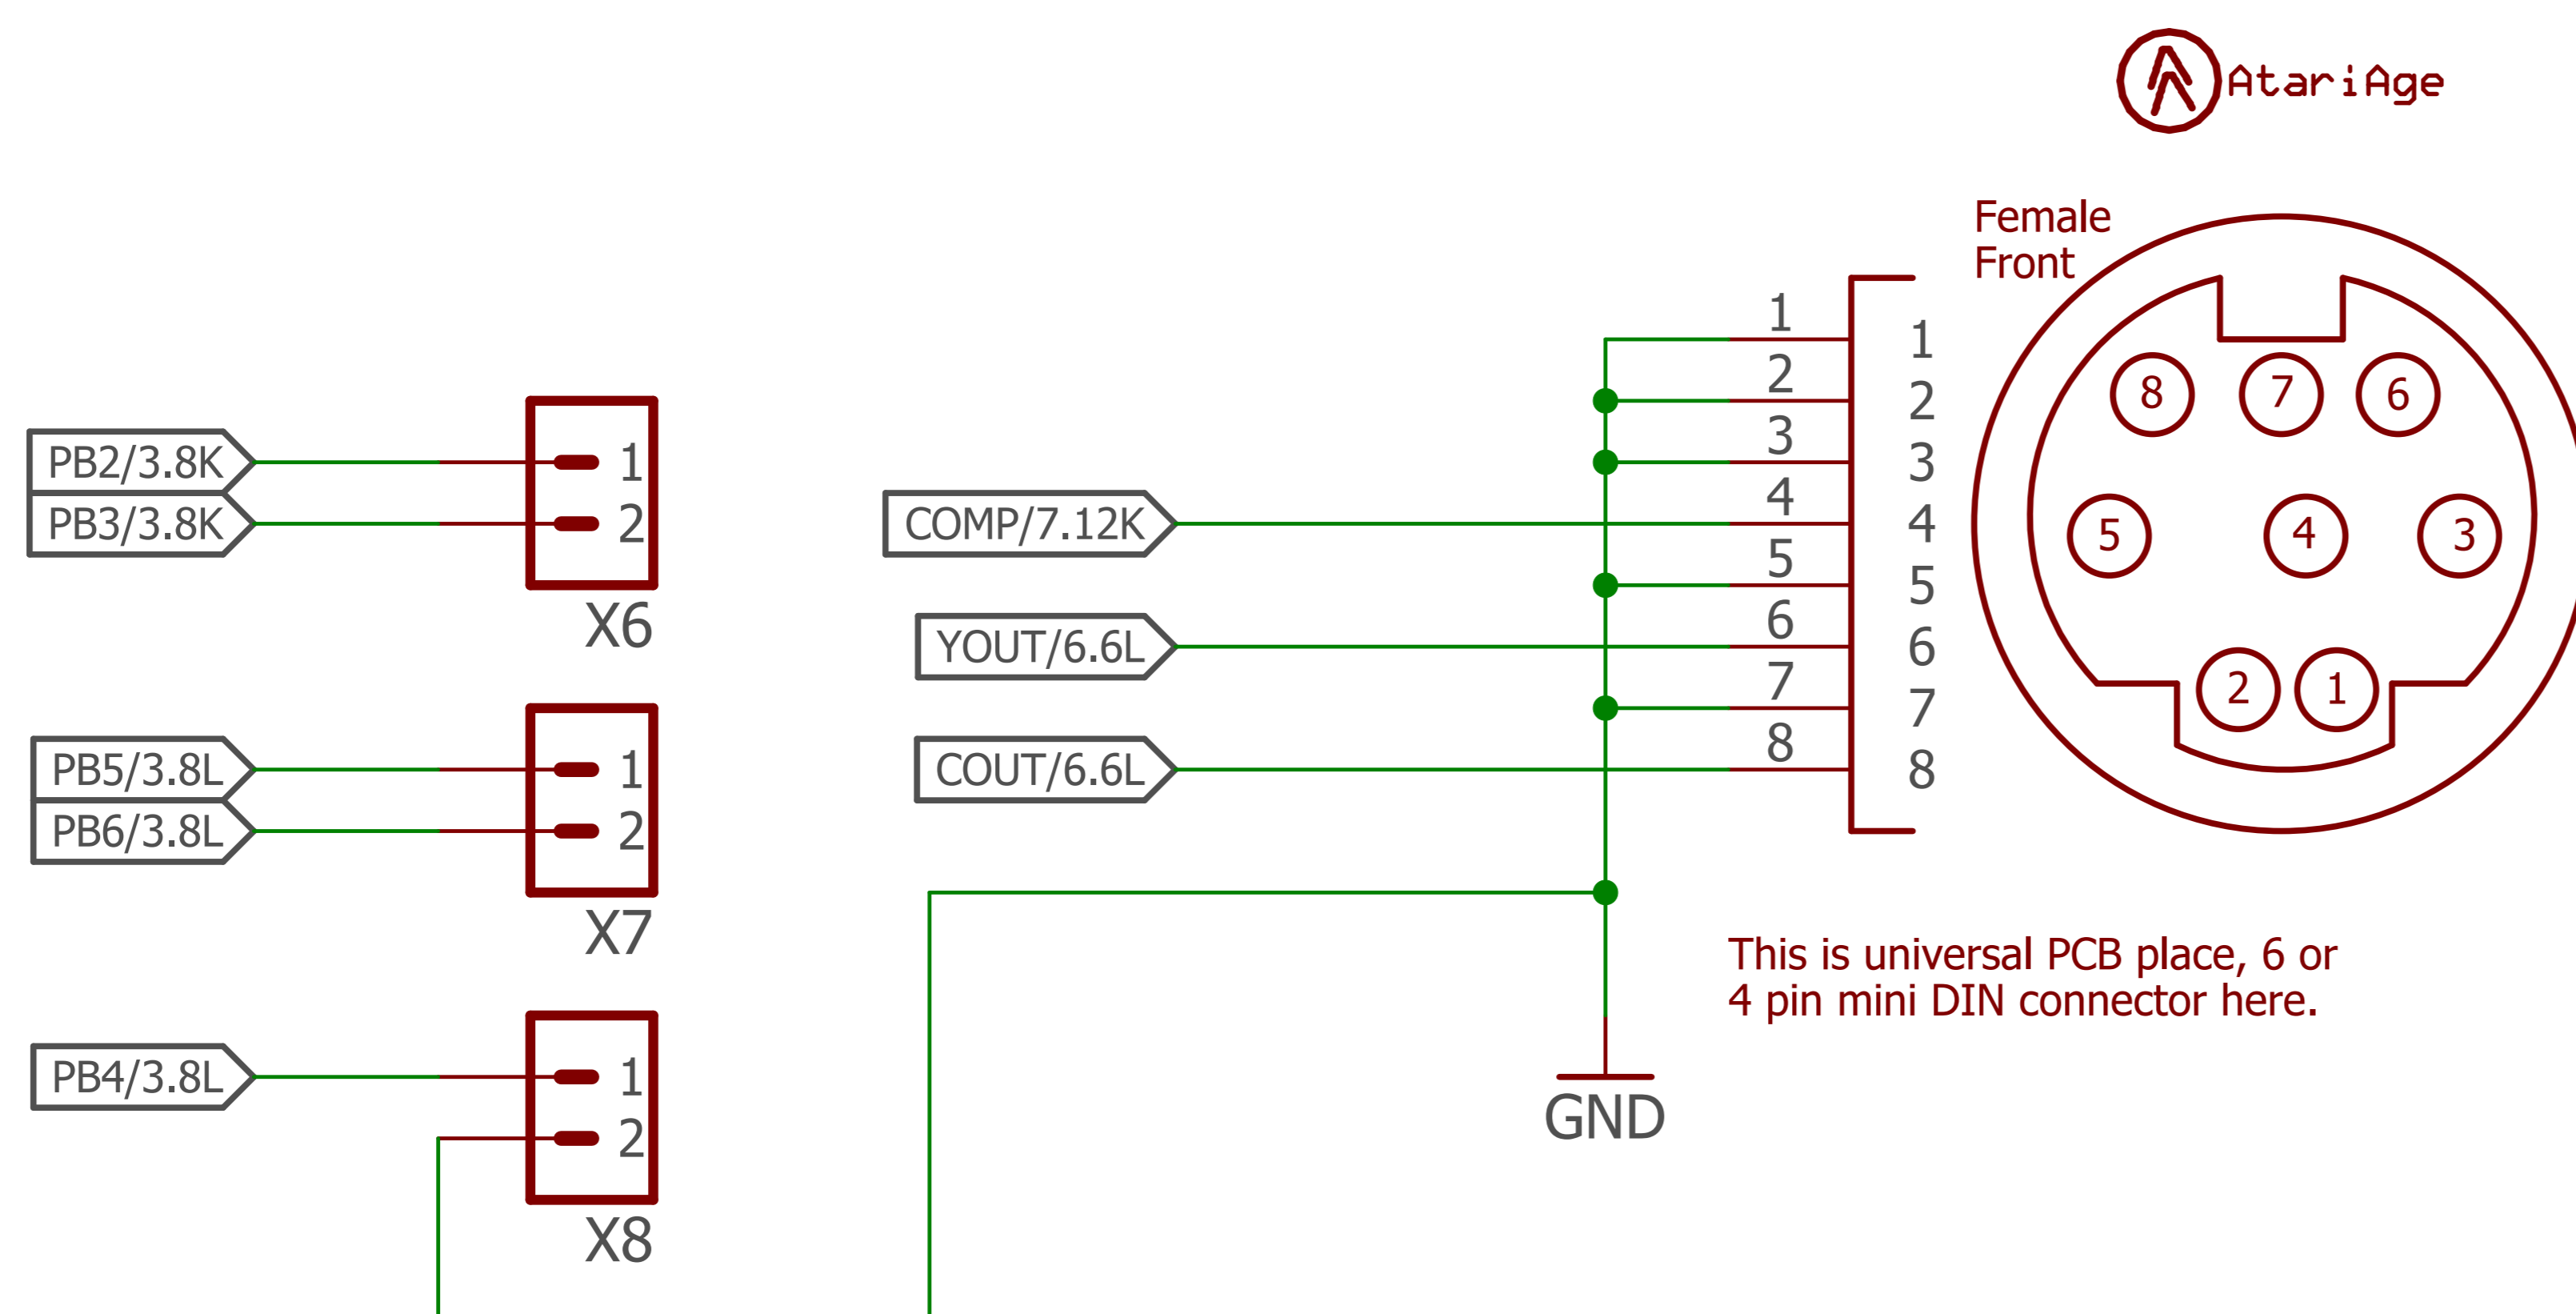 AtariAge
Female
Front
PB2/3.8K
PB3/3.8K
1
2
X6
PB5/3.8L
PB6/3.8L
1
2
X7
PB4/3.8L
1
2
X8
COMP/7.12K
YOUT/6.6L
COUT/6.6L
1
2
3
4
5
6
7
8
1
2
3
4
5
6
7
8
GND
8 7 6
5 4 3
2 1
This is universal PCB place, 6 or
4 pin mini DIN connector here.